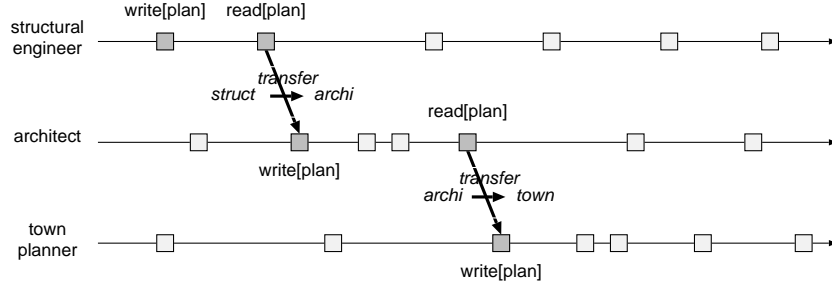 structural
engineer
write[plan] read[plan]
transfer
struct archi
architect
write[plan]
read[plan]
transfer
archi town
town
planner
write[plan]